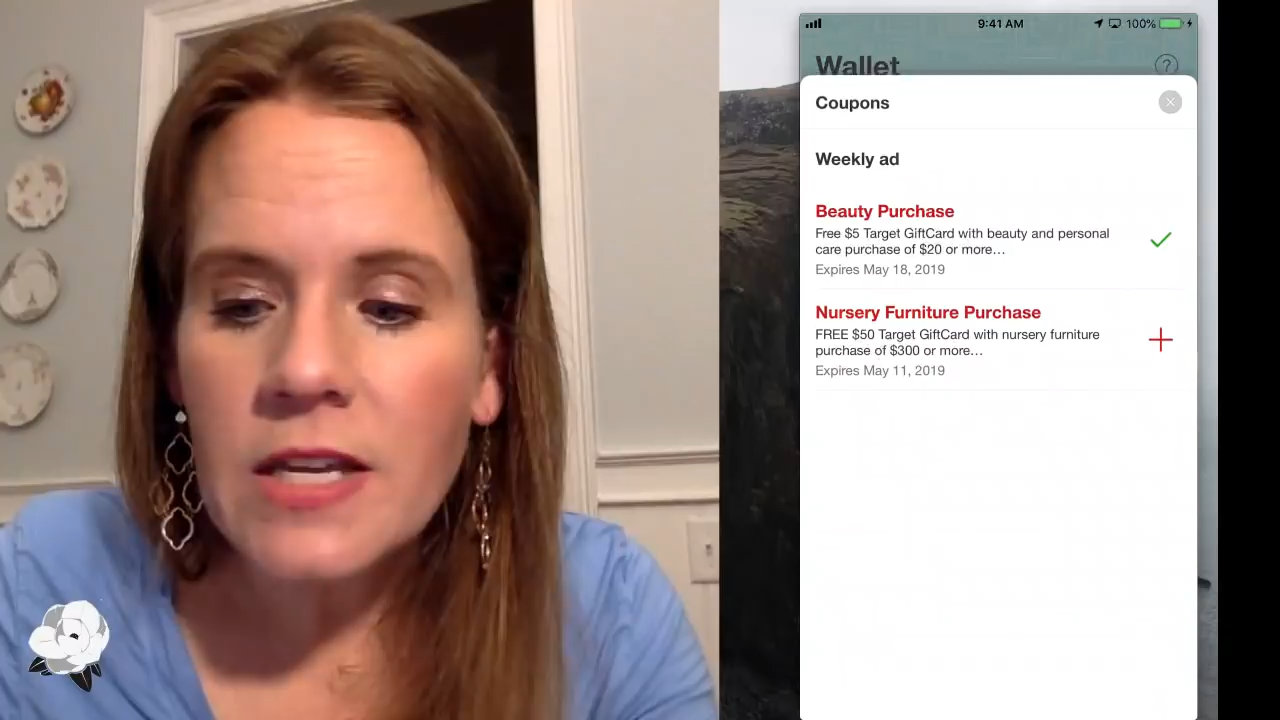 9:41 AM
100%
Wallet
?
Coupons
Weekly ad
Beauty Purchase
Free $5 Target GiftCard with beauty and personal
care purchase of $20 or more…
Expires May 18, 2019
Nursery Furniture Purchase
FREE $50 Target GiftCard with nursery furniture
purchase of $300 or more…
Expires May 11, 2019